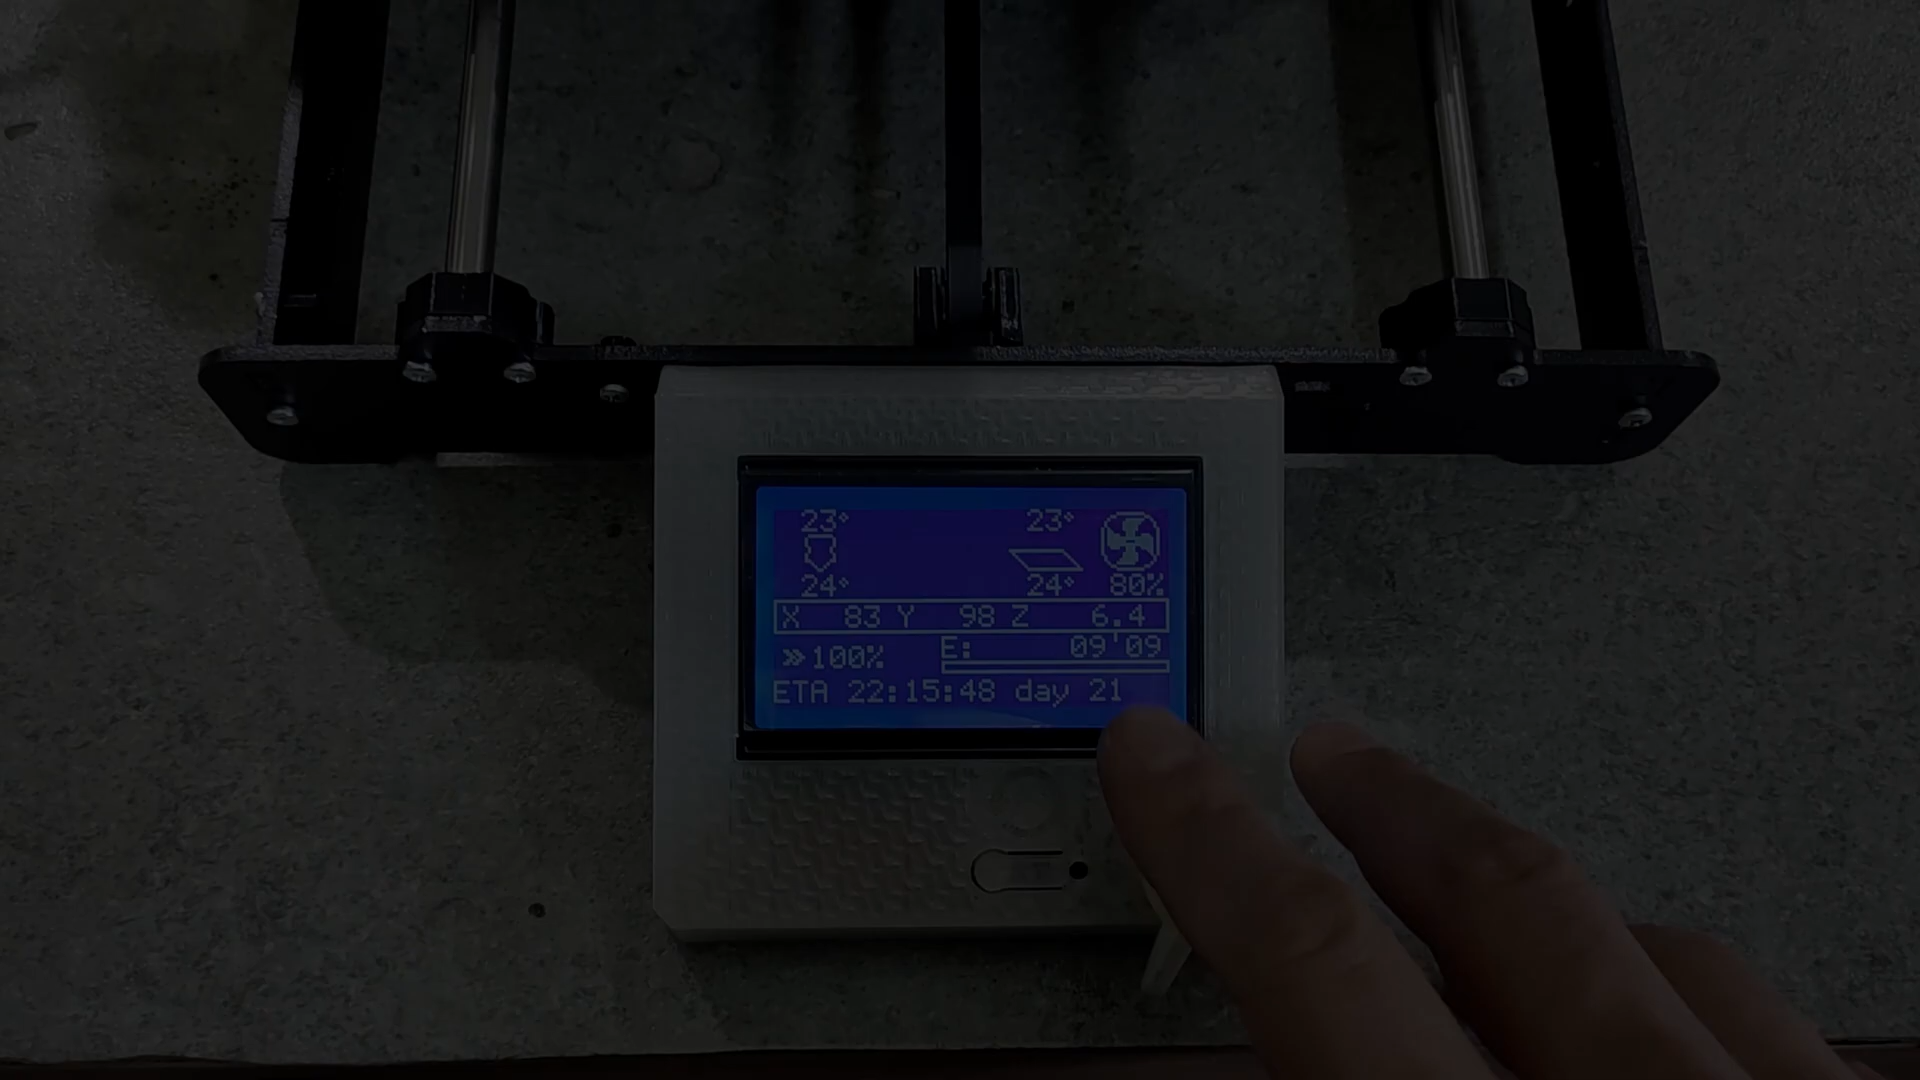 23° 23°
24° 24° 80%
X 83 Y 98 Z 6.4
E: 09'09
»100%
ETA 22:15:48 day 21